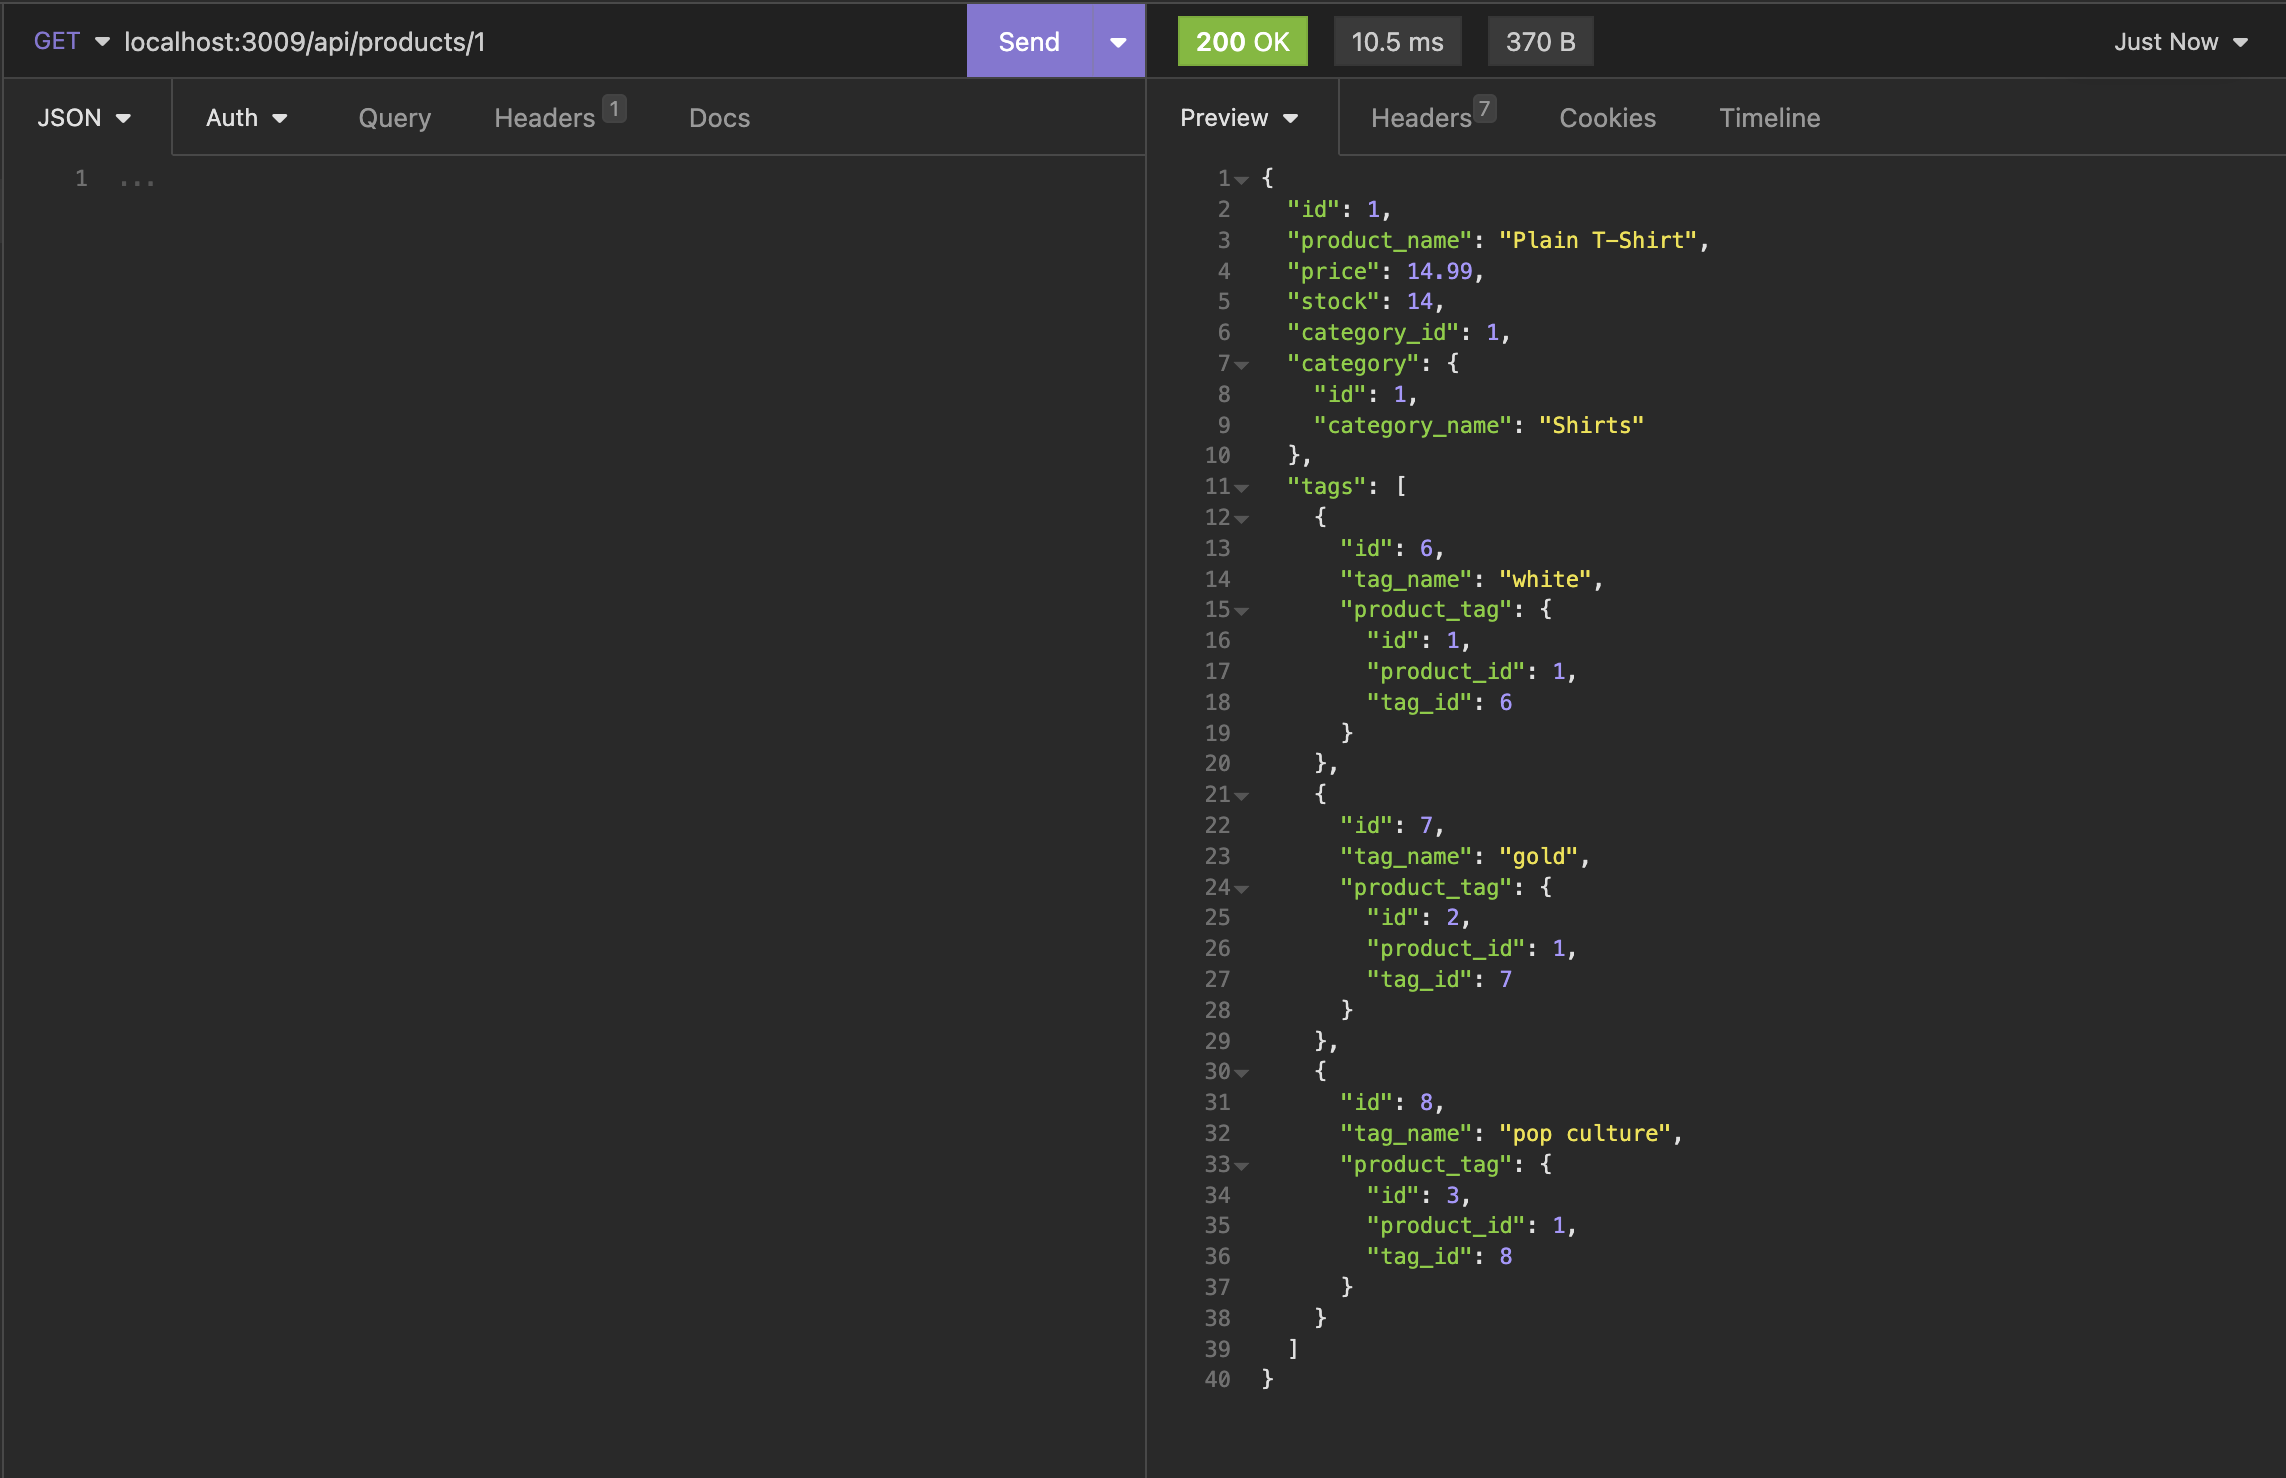 GET localhost:3009/api/products/1 Send 200 OK 10.5 ms 370 B Just Now
JSON Auth Query Headers 1 Docs Preview Headers 7 Cookies Timeline
1 ...
1 {
2 "id": 1,
3 "product_name": "Plain T-Shirt",
4 "price": 14.99,
5 "stock": 14,
6 "category_id": 1,
7 "category": {
8 "id": 1,
9 "category_name": "Shirts"
10 },
11 "tags": [
12 {
13 "id": 6,
14 "tag_name": "white",
15 "product_tag": {
16 "id": 1,
17 "product_id": 1,
18 "tag_id": 6
19 }
20 },
21 {
22 "id": 7,
23 "tag_name": "gold",
24 "product_tag": {
25 "id": 2,
26 "product_id": 1,
27 "tag_id": 7
28 }
29 },
30 {
31 "id": 8,
32 "tag_name": "pop culture",
33 "product_tag": {
34 "id": 3,
35 "product_id": 1,
36 "tag_id": 8
37 }
38 }
39 ]
40 }